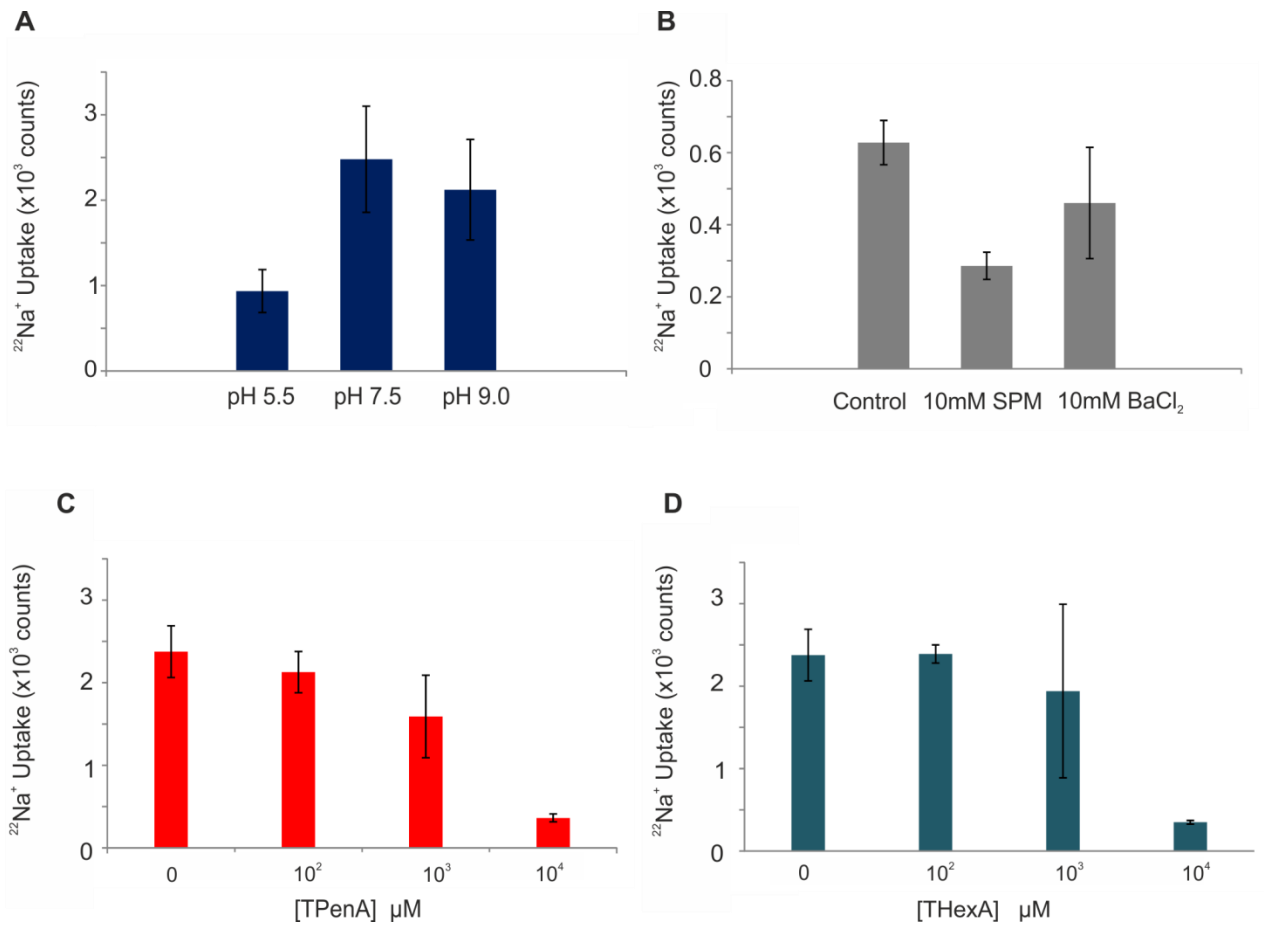 A
²²Na⁺ Uptake (x10³ counts)
3
2
1
0
pH 5.5 pH 7.5 pH 9.0
B
²²Na⁺ Uptake (x10³ counts)
0.8
0.6
0.4
0.2
0
Control 10mM SPM 10mM BaCl₂
C
²²Na⁺ Uptake (x10³ counts)
3
2
1
0
0 10² 10³ 10⁴
[TPenA] µM
D
²²Na⁺ Uptake (x10³ counts)
3
2
1
0
0 10² 10³ 10⁴
[THexA] µM